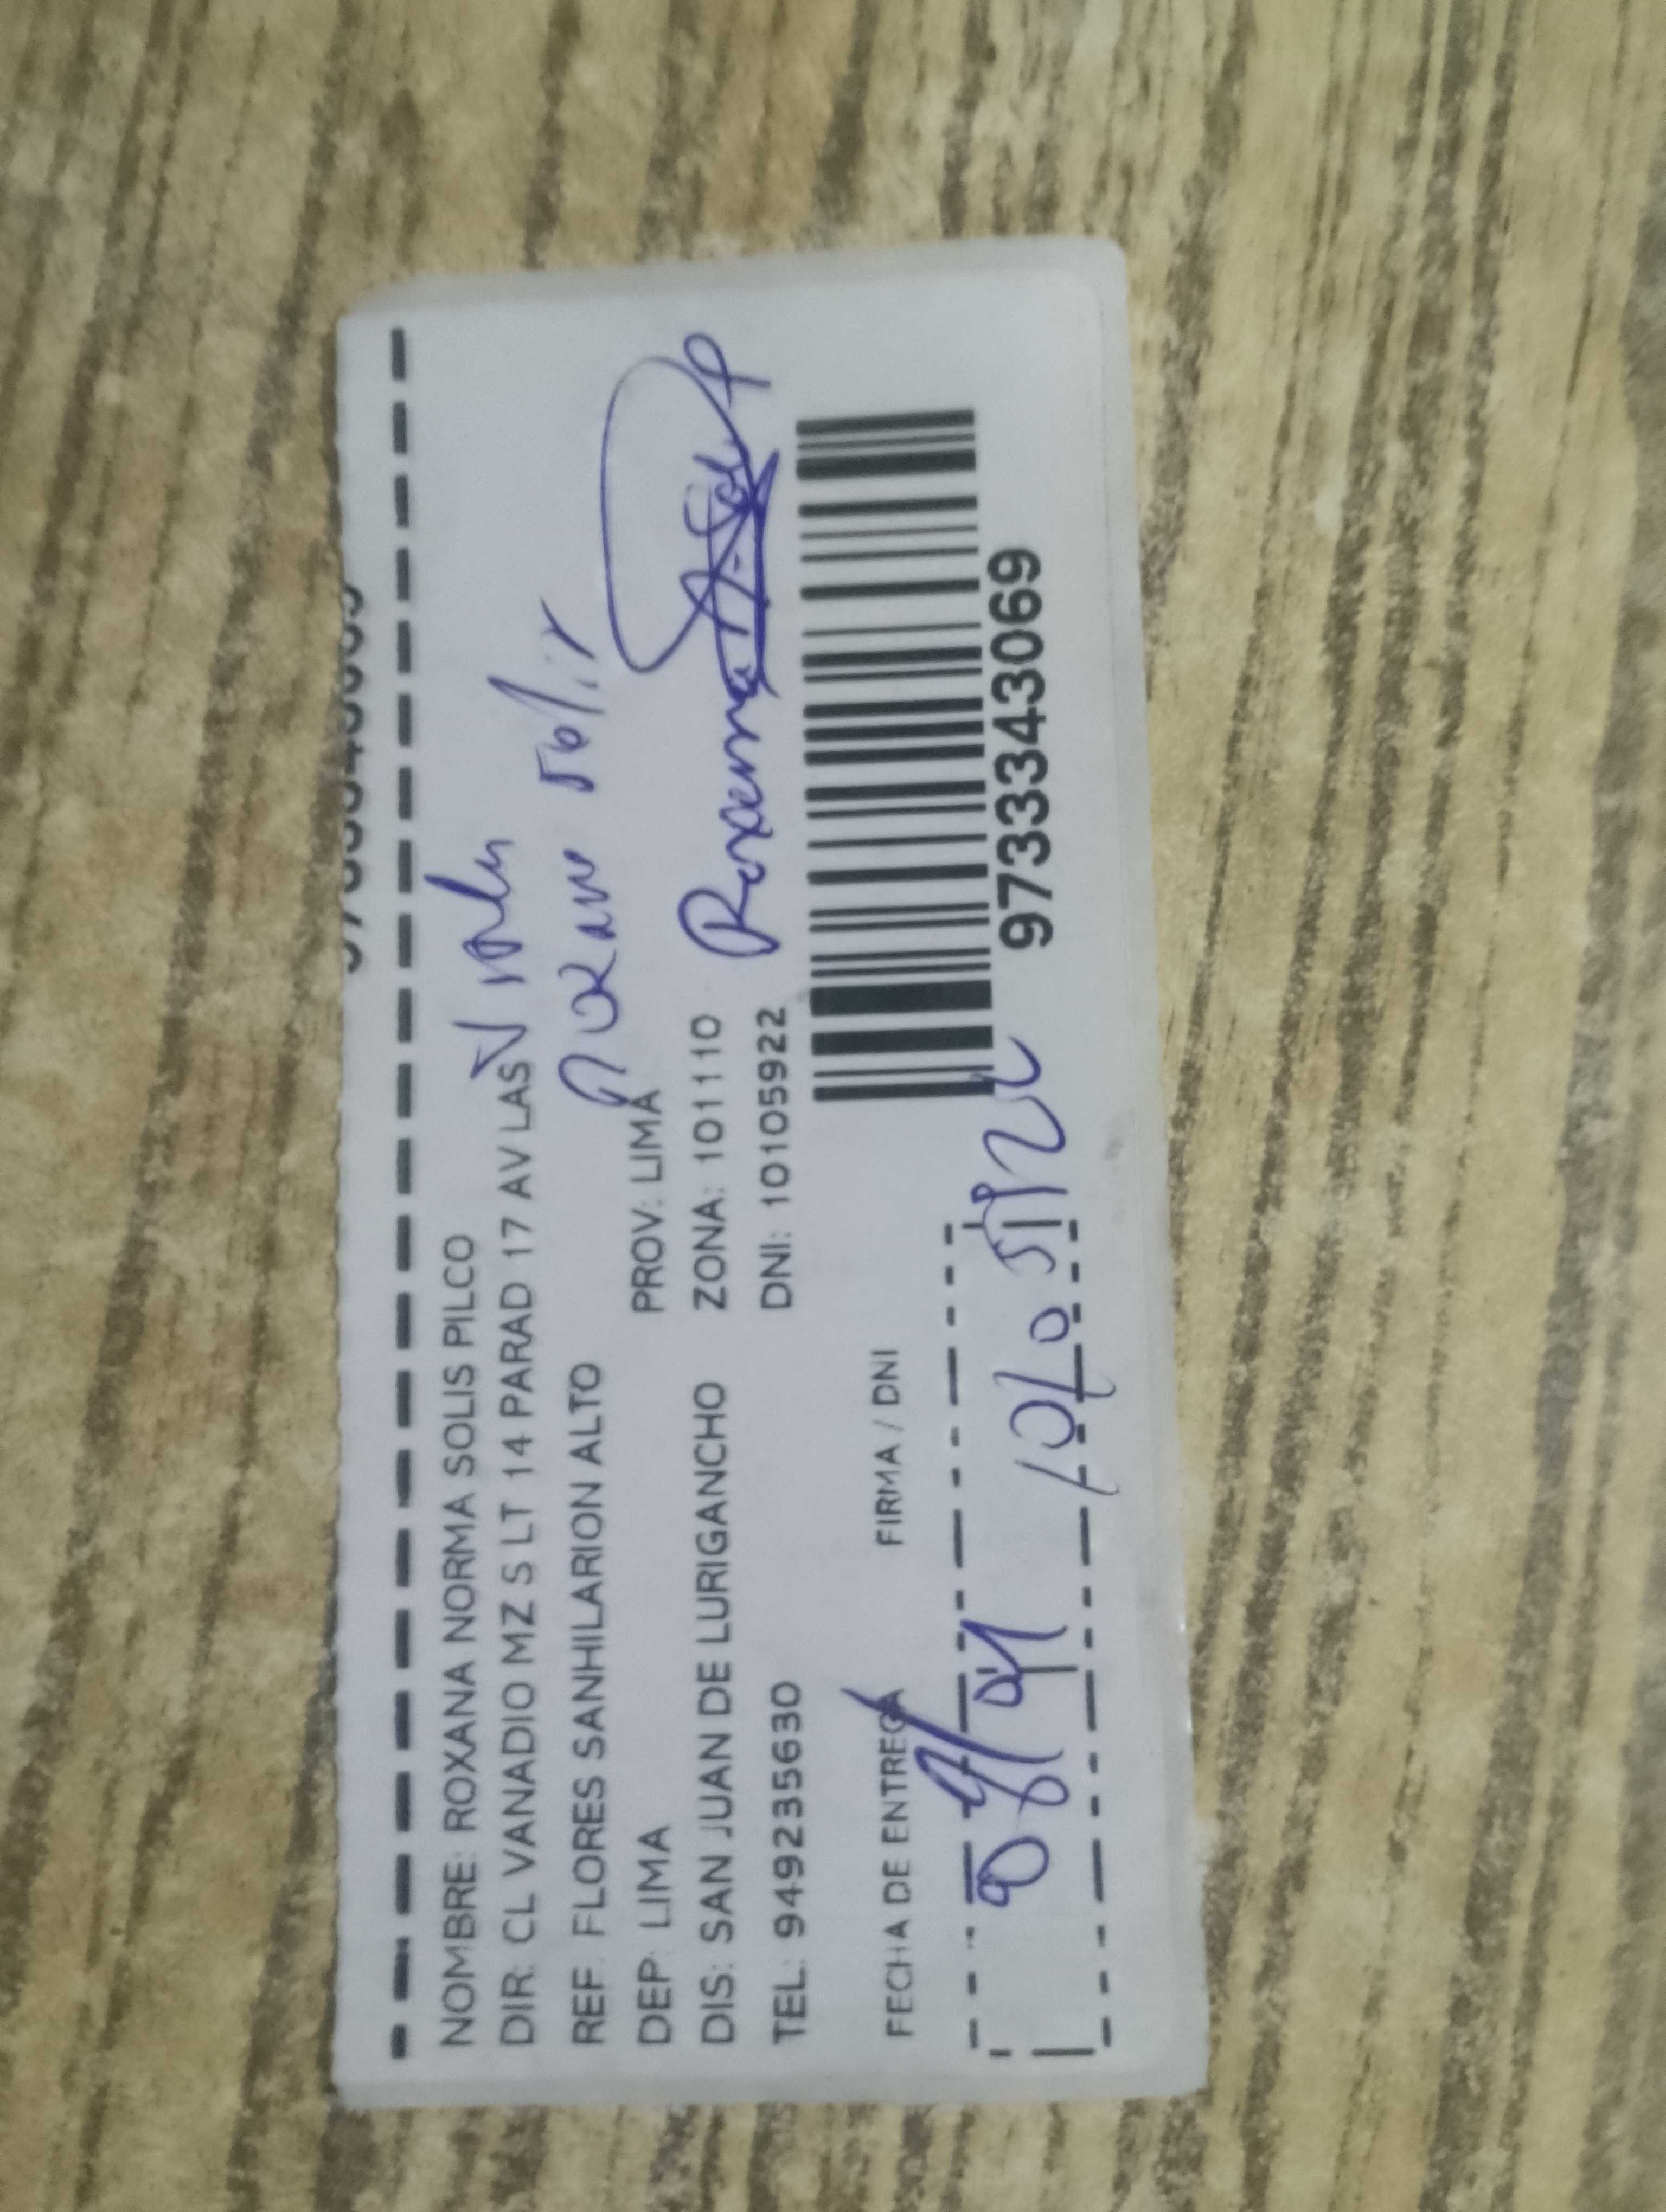 NOMBRE: ROXANA NORMA SOLIS PILCO
DIR: CL VANADIO MZ S LT 14 PARAD 17 AV LAS
REF: FLORES SANHILARION ALTO
DEP: LIMA PROV: LIMA
DIS: SAN JUAN DE LURIGANCHO ZONA: 101110
TEL: 949235630 DNI: 10105922
Roxana
FECHA DE ENTREGA FIRMA / DNI
9733343069